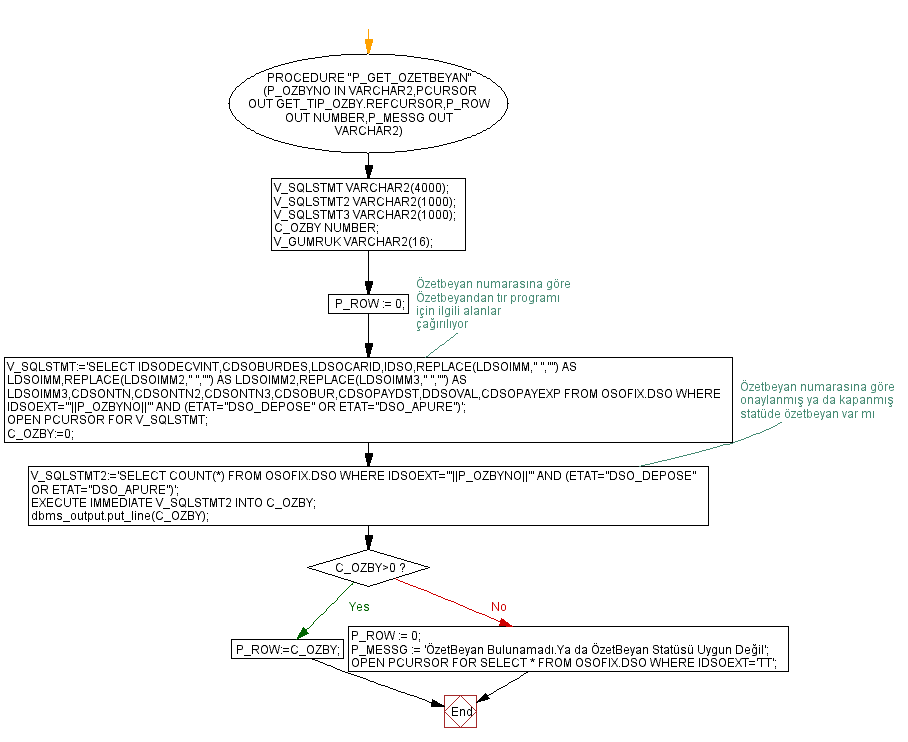 PROCEDURE "P_GET_OZETBEYAN"
(P_OZBYNO IN VARCHAR2,PCURSOR
OUT GET_TIP_OZBY.REFCURSOR,P_ROW
OUT NUMBER,P_MESSG OUT
VARCHAR2)
V_SQLSTMT VARCHAR2(4000);
V_SQLSTMT2 VARCHAR2(1000);
V_SQLSTMT3 VARCHAR2(1000);
C_OZBY NUMBER;
V_GUMRUK VARCHAR2(16);
Özetbeyan numarasına göre
Özetbeyandan tır programı
için ilgili alanlar
çağırılıyor
P_ROW := 0;
V_SQLSTMT:='SELECT IDSODECVINT,CDSOBURDES,LDSOCARID,IDSO,REPLACE(LDSOIMM," ","") AS
LDSOIMM,REPLACE(LDSOIMM2," ","") AS LDSOIMM2,REPLACE(LDSOIMM3," ","") AS
LDSOIMM3,CDSONTN,CDSONTN2,CDSONTN3,CDSOBUR,CDSOPAYDST,DDSOVAL,CDSOPAYEXP FROM OSOFIX.DSO WHERE
IDSOEXT="'||P_OZBYNO||'" AND (ETAT="DSO_DEPOSE" OR ETAT="DSO_APURE")';
OPEN PCURSOR FOR V_SQLSTMT;
C_OZBY:=0;
Özetbeyan numarasına göre
onaylanmış ya da kapanmış
statüde özetbeyan var mı
V_SQLSTMT2:='SELECT COUNT(*) FROM OSOFIX.DSO WHERE IDSOEXT="'||P_OZBYNO||'" AND (ETAT="DSO_DEPOSE"
OR ETAT="DSO_APURE")';
EXECUTE IMMEDIATE V_SQLSTMT2 INTO C_OZBY;
dbms_output.put_line(C_OZBY);
C_OZBY>0 ?
Yes
No
P_ROW:=C_OZBY;
P_ROW := 0;
P_MESSG := 'ÖzetBeyan Bulunamadı.Ya da ÖzetBeyan Statüsü Uygun Değil';
OPEN PCURSOR FOR SELECT * FROM OSOFIX.DSO WHERE IDSOEXT='TT';
End